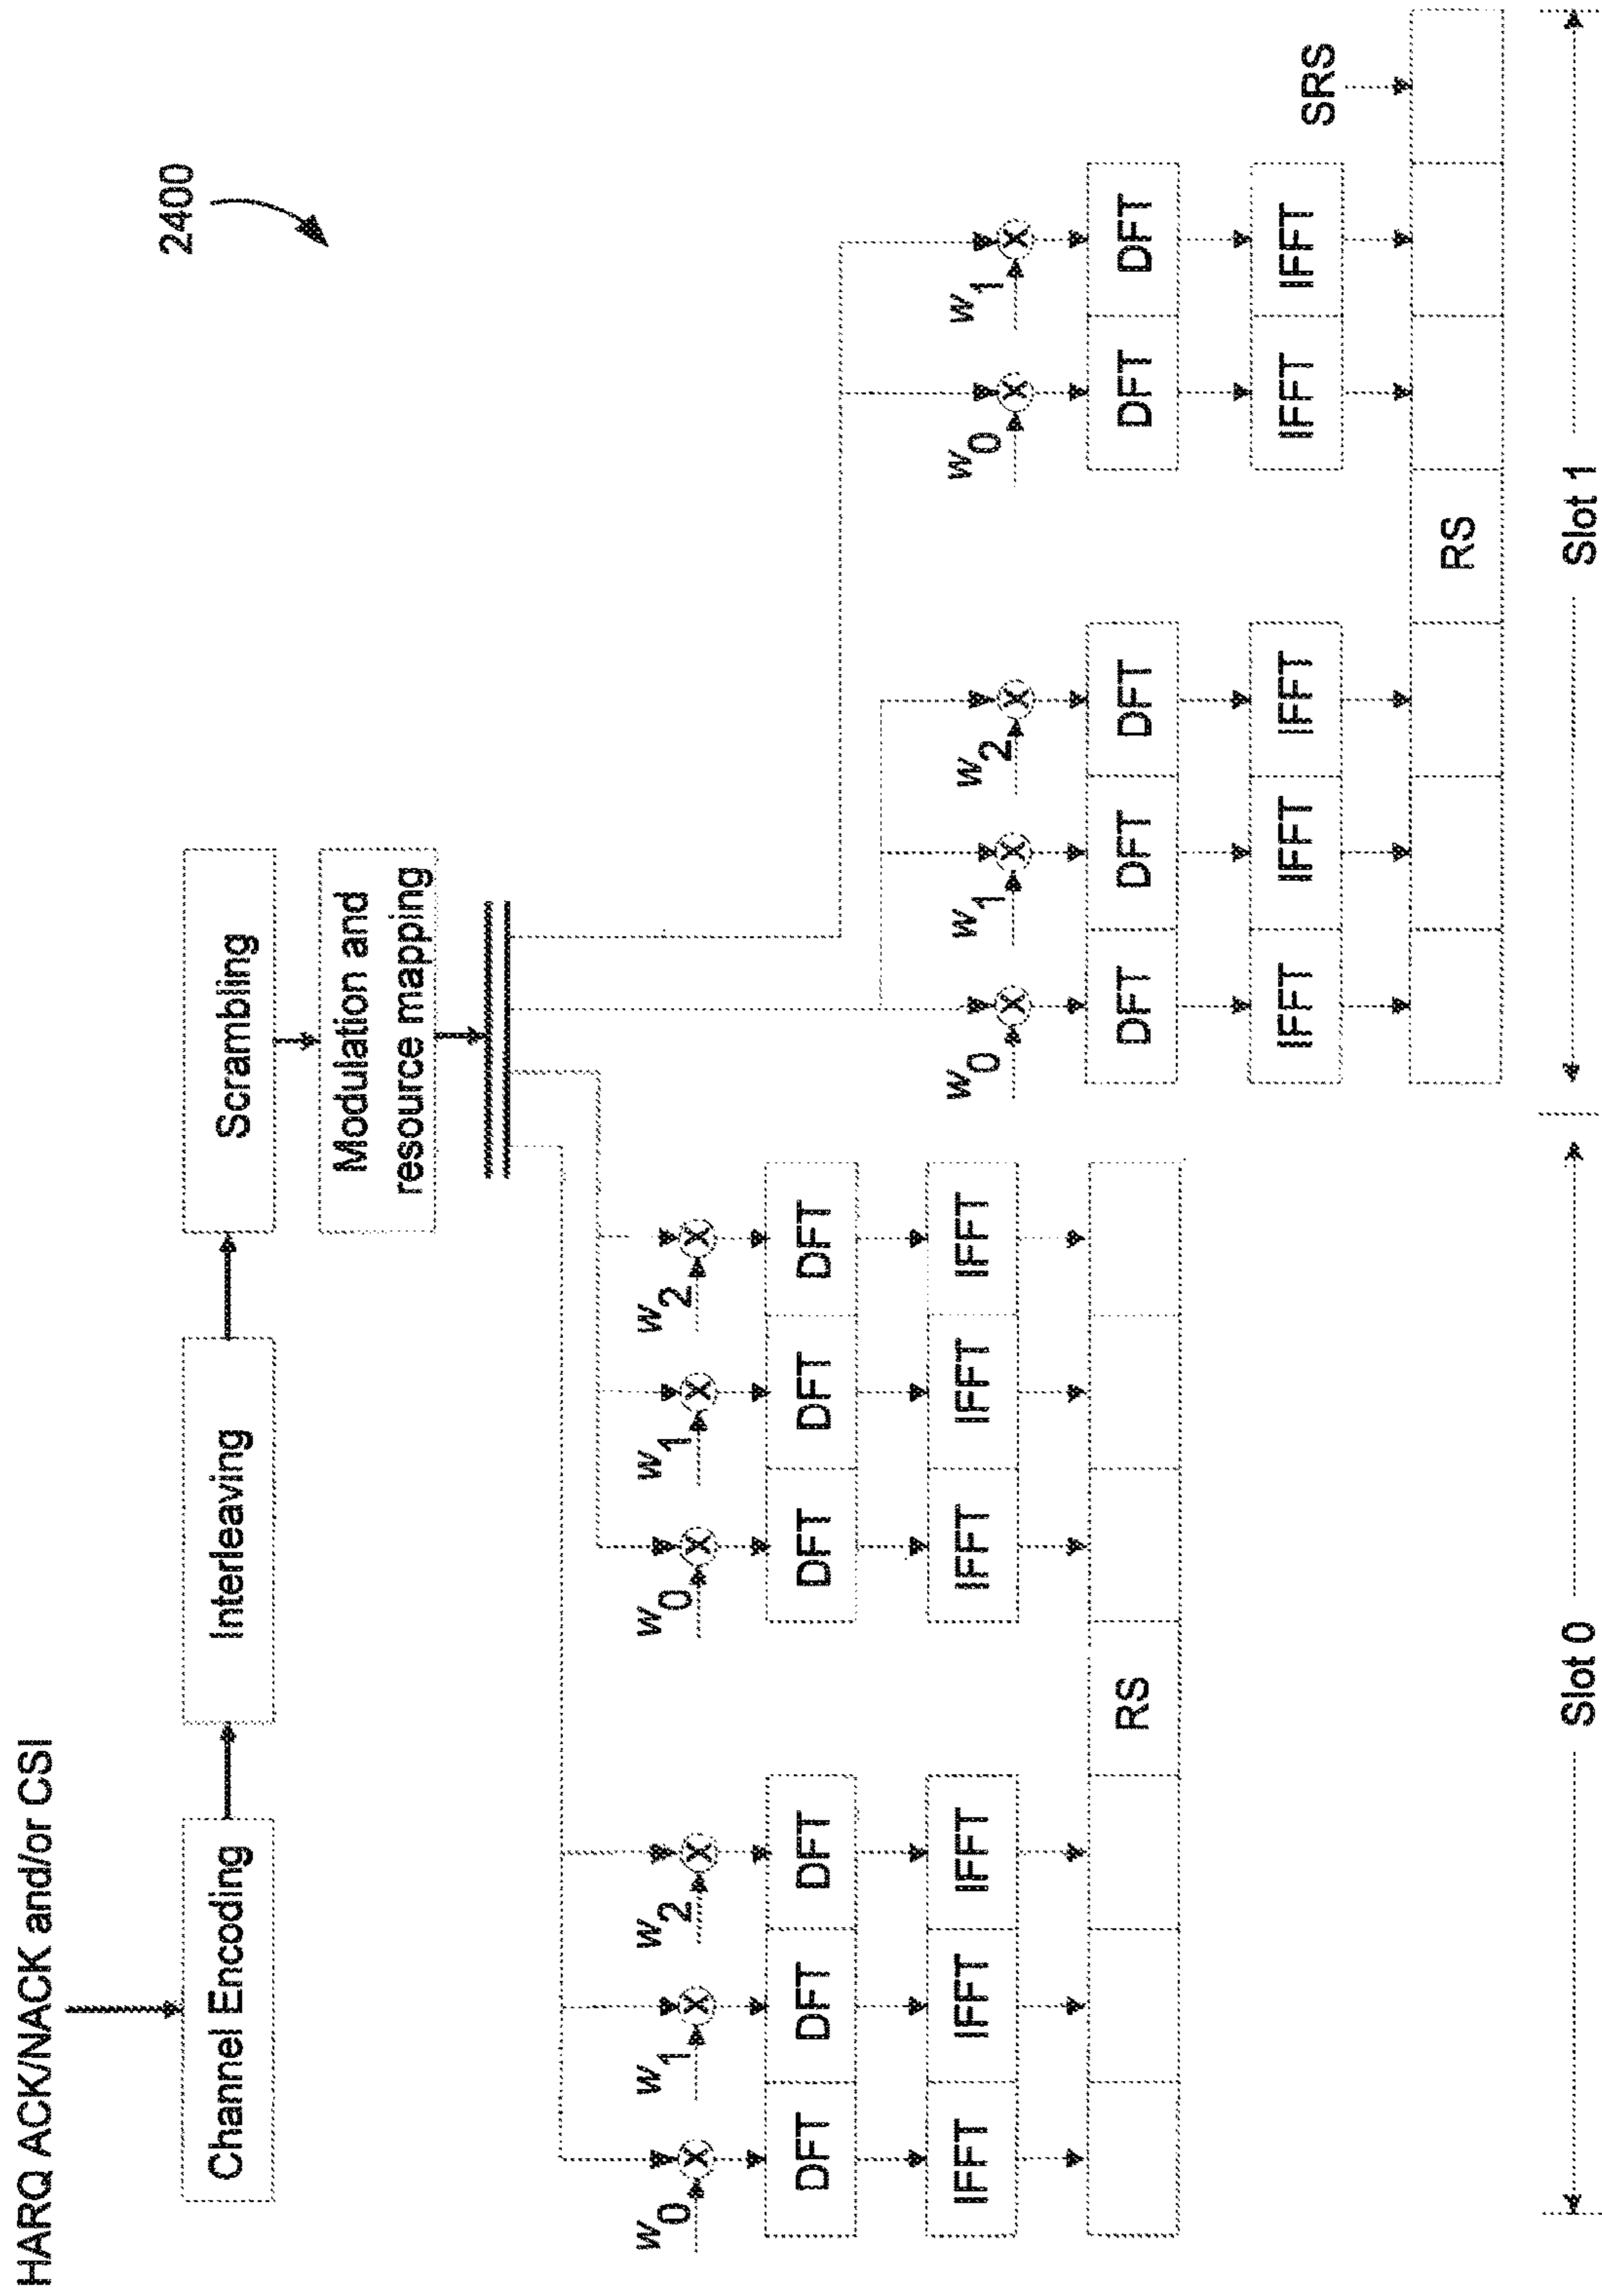 2400
HARQ ACK/NACK and/or CSI
Channel Encoding
Interleaving
Scrambling
Modulation and
resource mapping
w0
w1
w2
w0
w1
w2
DFT
DFT
DFT
DFT
DFT
DFT
IFFT
IFFT
IFFT
IFFT
IFFT
IFFT
RS
w0
w1
w2
w0
w1
DFT
DFT
DFT
DFT
DFT
IFFT
IFFT
IFFT
IFFT
IFFT
SRS
RS
Slot 0
Slot 1